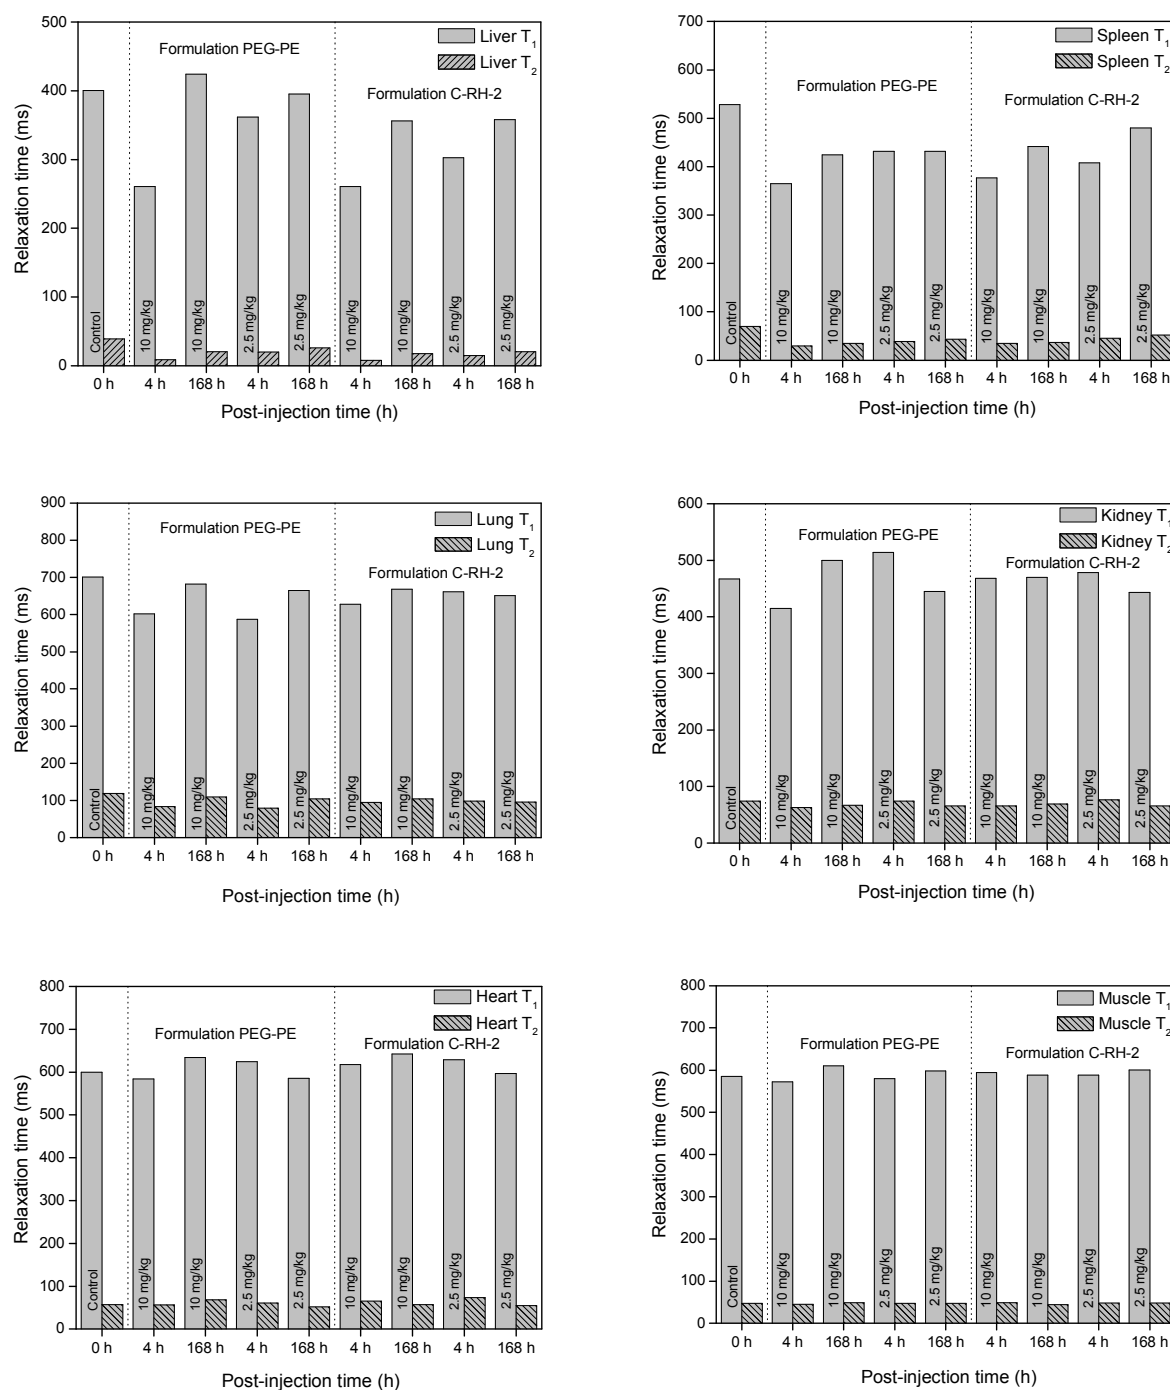 500
400
300
200
100
0
Relaxation time (ms)
Liver T1
Liver T2
Formulation PEG-PE
Formulation C-RH-2
Control
10 mg/kg
10 mg/kg
2.5 mg/kg
2.5 mg/kg
10 mg/kg
10 mg/kg
2.5 mg/kg
2.5 mg/kg
0 h 4 h 168 h 4 h 168 h 4 h 168 h 4 h 168 h
Post-injection time (h)
700
600
500
400
300
200
100
0
Relaxation time (ms)
Spleen T1
Spleen T2
Formulation PEG-PE
Formulation C-RH-2
Control
10 mg/kg
10 mg/kg
2.5 mg/kg
2.5 mg/kg
10 mg/kg
10 mg/kg
2.5 mg/kg
2.5 mg/kg
0 h 4 h 168 h 4 h 168 h 4 h 168 h 4 h 168 h
Post-injection time (h)
900
800
700
600
500
400
300
200
100
0
Relaxation time (ms)
Lung T1
Lung T2
Formulation PEG-PE
Formulation C-RH-2
Control
10 mg/kg
10 mg/kg
2.5 mg/kg
2.5 mg/kg
10 mg/kg
10 mg/kg
2.5 mg/kg
2.5 mg/kg
0 h 4 h 168 h 4 h 168 h 4 h 168 h 4 h 168 h
Post-injection time (h)
600
500
400
300
200
100
0
Relaxation time (ms)
Kidney T1
Kidney T2
Formulation PEG-PE
Formulation C-RH-2
Control
10 mg/kg
10 mg/kg
2.5 mg/kg
2.5 mg/kg
10 mg/kg
10 mg/kg
2.5 mg/kg
2.5 mg/kg
0 h 4 h 168 h 4 h 168 h 4 h 168 h 4 h 168 h
Post-injection time (h)
800
700
600
500
400
300
200
100
0
Relaxation time (ms)
Heart T1
Heart T2
Formulation PEG-PE
Formulation C-RH-2
Control
10 mg/kg
10 mg/kg
2.5 mg/kg
2.5 mg/kg
10 mg/kg
10 mg/kg
2.5 mg/kg
2.5 mg/kg
0 h 4 h 168 h 4 h 168 h 4 h 168 h 4 h 168 h
Post-injection time (h)
800
700
600
500
400
300
200
100
0
Relaxation time (ms)
Muscle T1
Muscle T2
Formulation PEG-PE
Formulation C-RH-2
Control
10 mg/kg
10 mg/kg
2.5 mg/kg
2.5 mg/kg
10 mg/kg
10 mg/kg
2.5 mg/kg
2.5 mg/kg
0 h 4 h 168 h 4 h 168 h 4 h 168 h 4 h 168 h
Post-injection time (h)